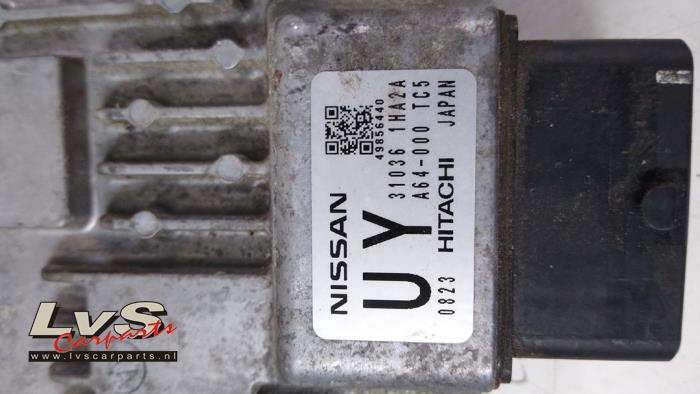 NISSAN
49856440
UY
31036 1HA2A
A64-000 TC5
0823 HITACHI JAPAN
LvS
Carparts
www.lvscarparts.nl